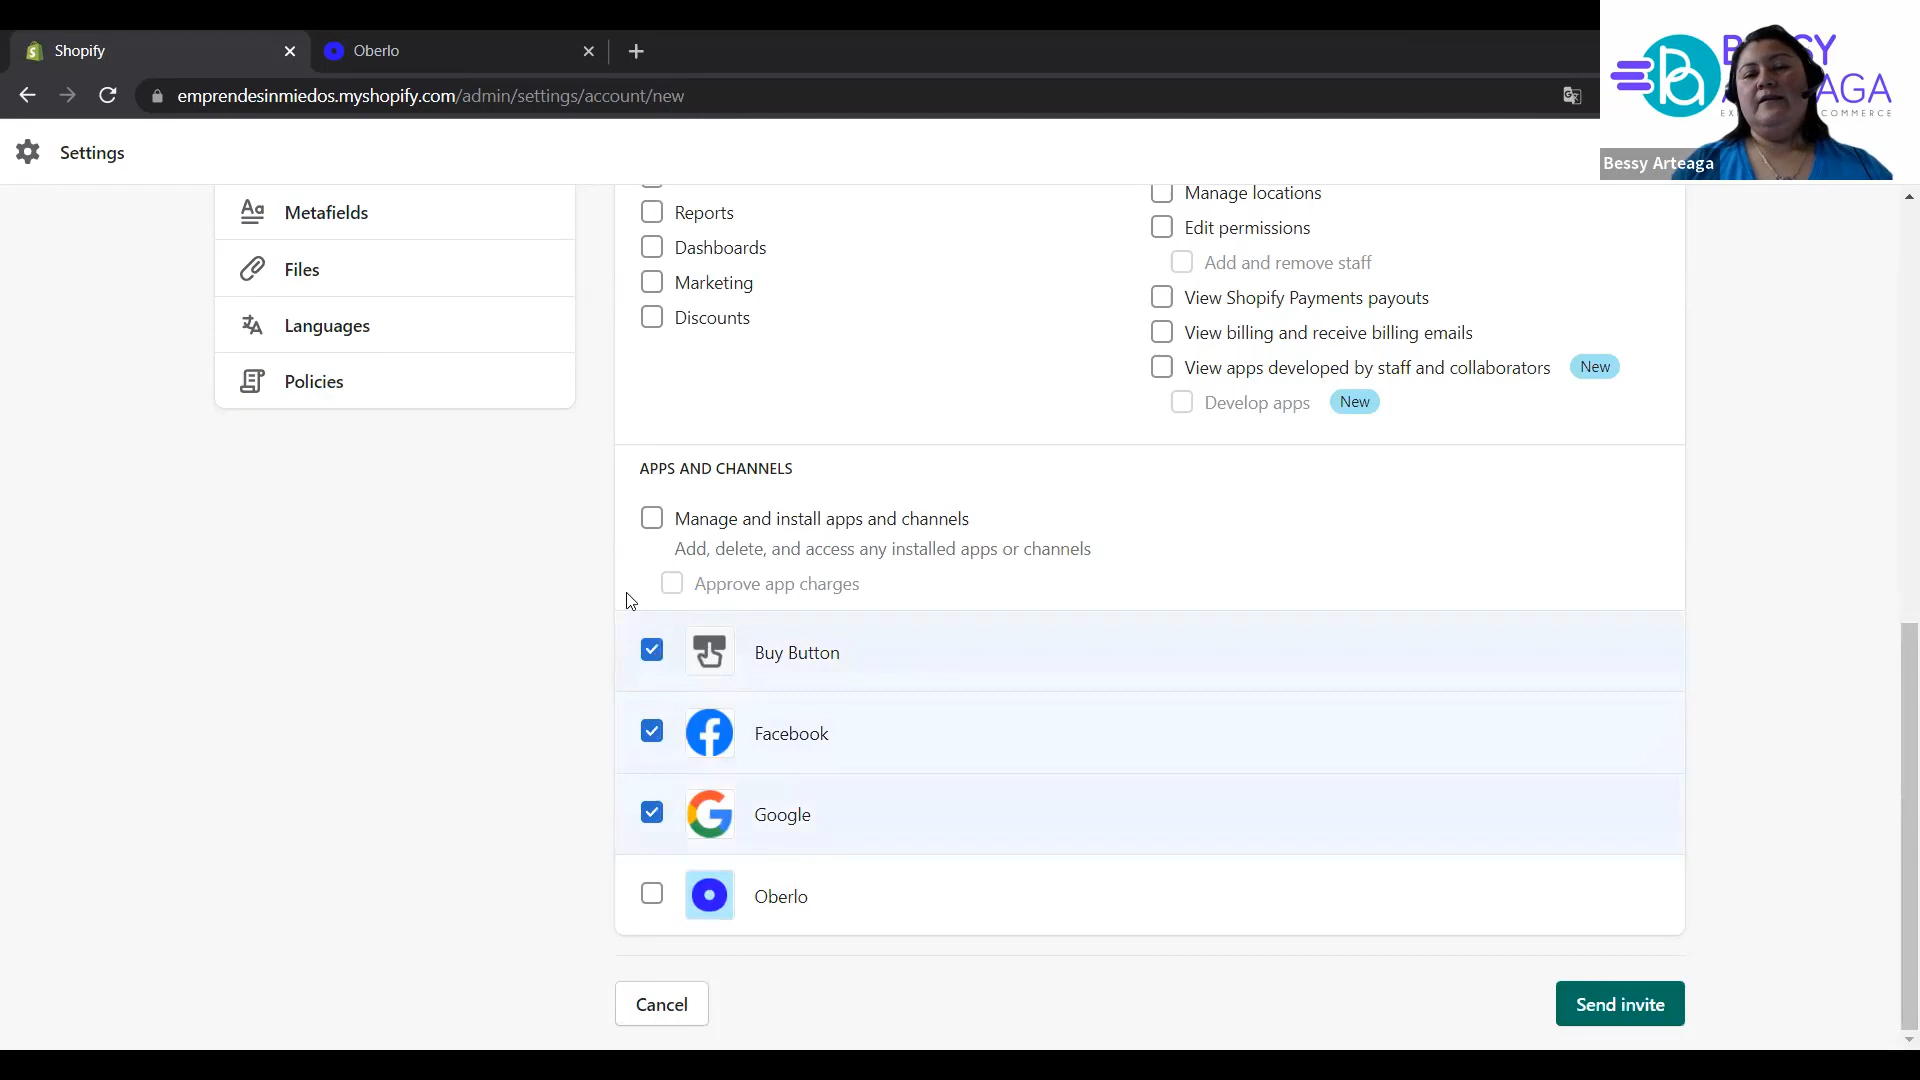 Shopify
Oberlo
emprendesinmiedos.myshopify.com/admin/settings/account/new
Settings
Bessy Arteaga
Metafields
Files
Languages
Policies
Reports
Dashboards
Marketing
Discounts
Manage locations
Edit permissions
Add and remove staff
View Shopify Payments payouts
View billing and receive billing emails
View apps developed by staff and collaborators New
Develop apps New
APPS AND CHANNELS
Manage and install apps and channels
Add, delete, and access any installed apps or channels
Approve app charges
Buy Button
Facebook
Google
Oberlo
Cancel
Send invite